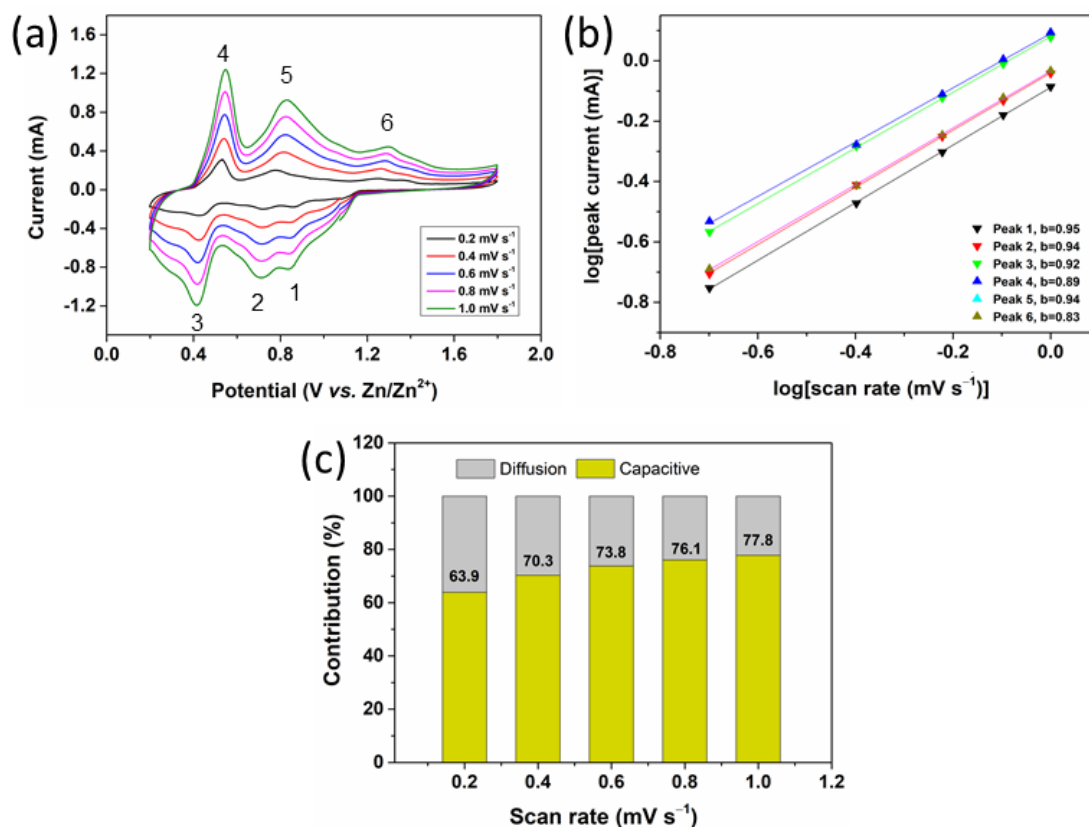 (a)
1.6
1.2
0.8
0.4
0.0
-0.4
-0.8
-1.2
Current (mA)
4
5
6
3
2
1
0.2 mV s⁻¹
0.4 mV s⁻¹
0.6 mV s⁻¹
0.8 mV s⁻¹
1.0 mV s⁻¹
0.0 0.4 0.8 1.2 1.6 2.0
Potential (V vs. Zn/Zn²⁺)
(b)
0.0
-0.2
-0.4
-0.6
-0.8
log[peak current (mA)]
Peak 1, b=0.95
Peak 2, b=0.94
Peak 3, b=0.92
Peak 4, b=0.89
Peak 5, b=0.94
Peak 6, b=0.83
-0.8 -0.6 -0.4 -0.2 0.0
log[scan rate (mV s⁻¹)]
(c)
120
100
80
60
40
20
0
Contribution (%)
Diffusion Capacitive
63.9 70.3 73.8 76.1 77.8
0.2 0.4 0.6 0.8 1.0 1.2
Scan rate (mV s⁻¹)